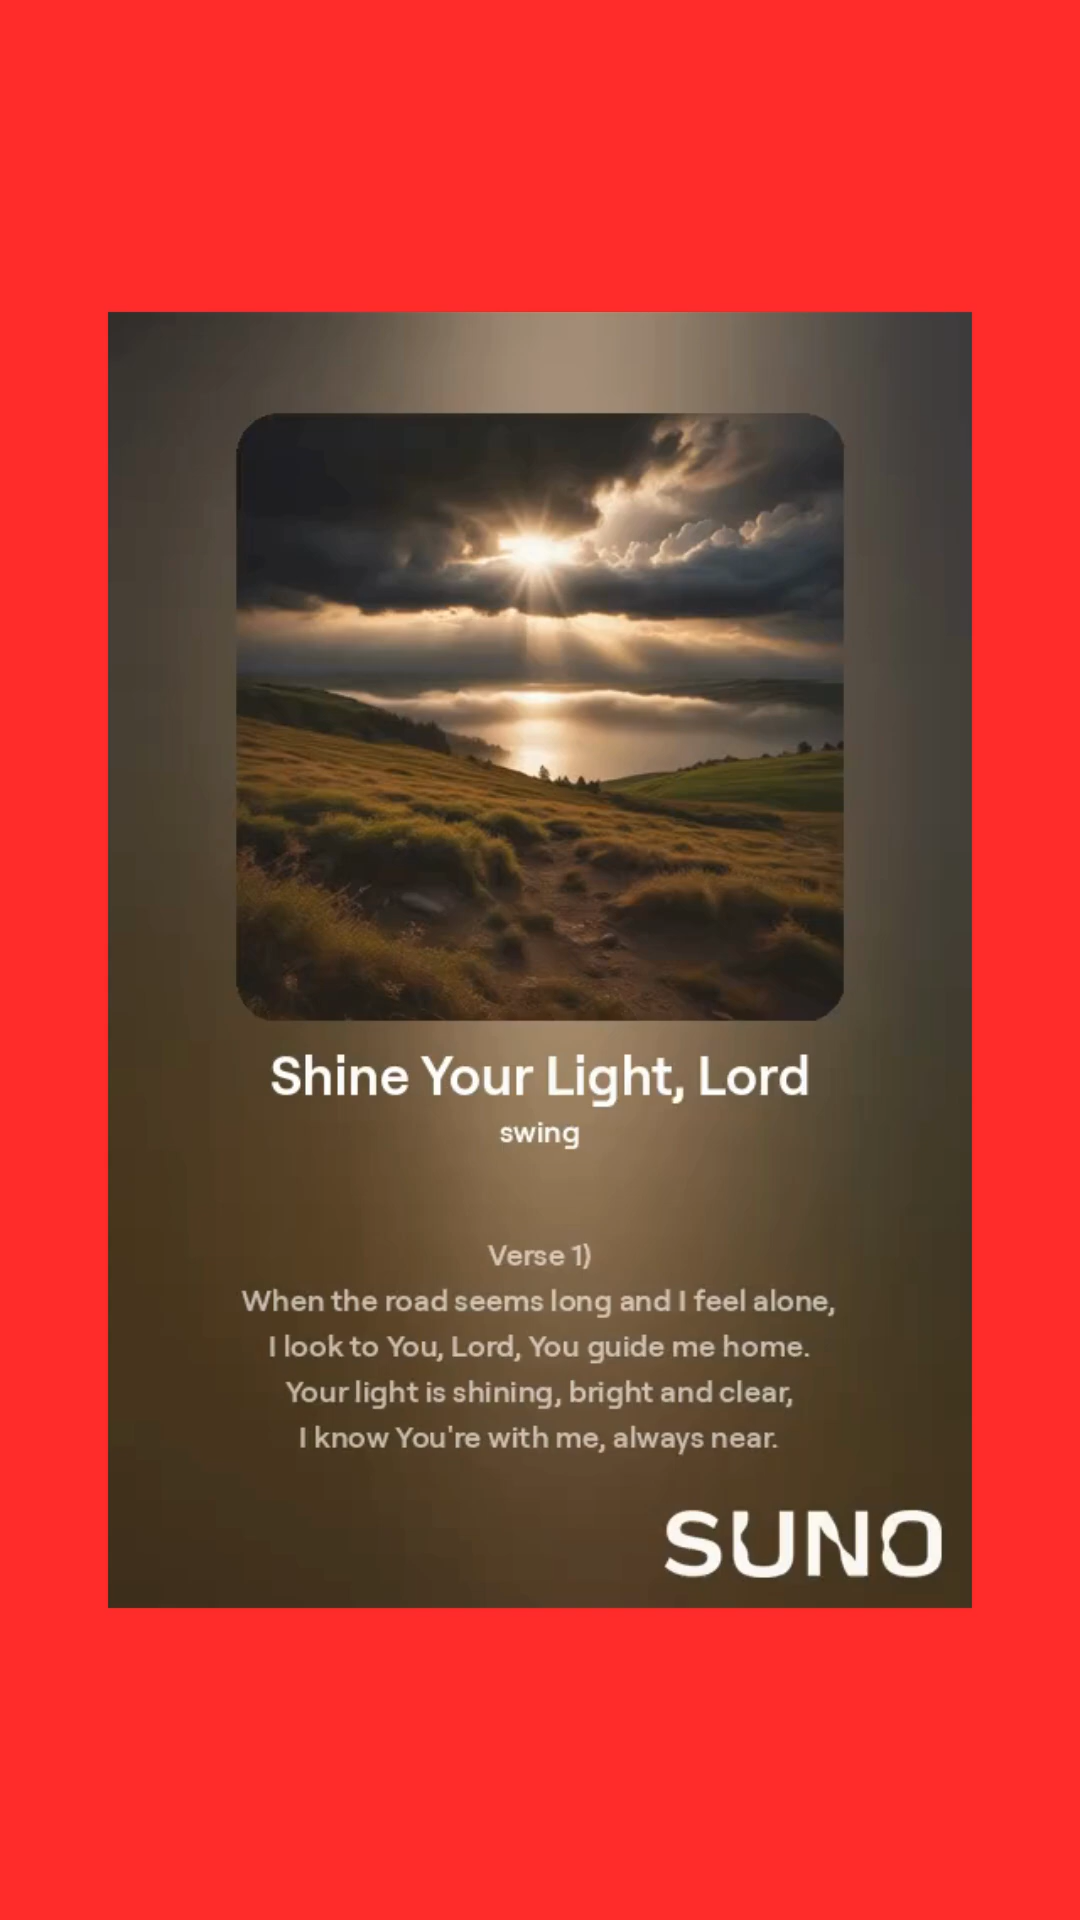 Shine Your Light, Lord
swing
Verse 1)
When the road seems long and I feel alone,
I look to You, Lord, You guide me home.
Your light is shining, bright and clear,
I know You're with me, always near.
SUNO